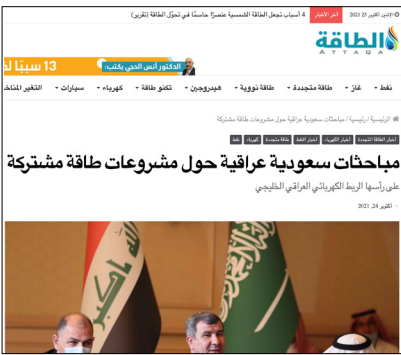 الإثنين, أكتوبر 25 2021
أخر الأخبار
4 أسباب تجعل الطاقة الشمسية عنصرًا حاسمًا في تحوّل الطاقة (تقرير)
الطاقة
ATTAQA
الدكتور أنس الحجي يكتب:
13 سببًا
نفط
غاز
طاقة متجددة
طاقة نووية
هيدروجين
تكنو طاقة
كهرباء
سيارات
التغير المناخي
الرئيسية / رئيسية / مباحثات سعودية عراقية حول مشروعات طاقة مشتركة
أخبار الطاقة المتجددة
أخبار الكهرباء
أخبار النفط
طاقة متجددة
كهرباء
نفط
مباحثات سعودية عراقية حول مشروعات طاقة مشتركة
على رأسها الربط الكهربائي العراقي الخليجي
أكتوبر 24, 2021